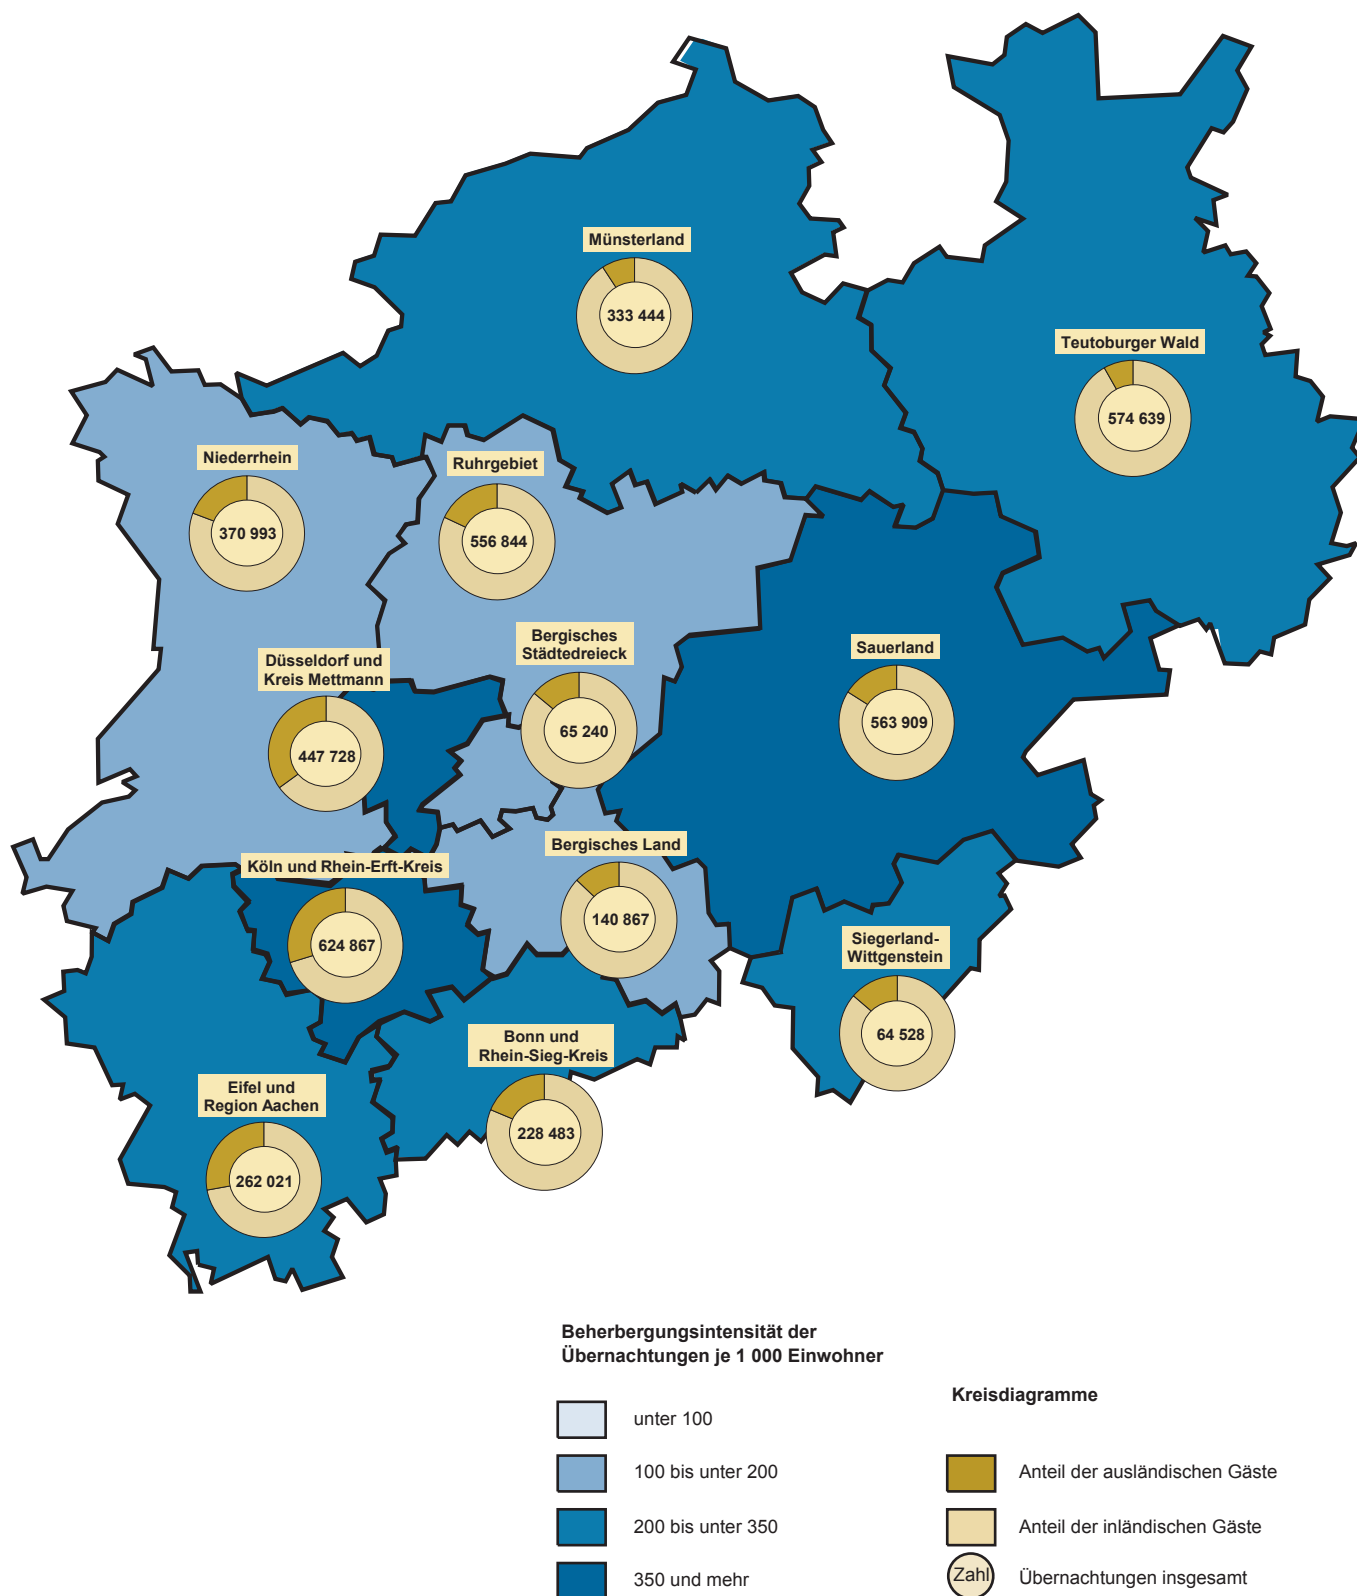 Münsterland
333 444
Teutoburger Wald
574 639
Niederrhein
370 993
Ruhrgebiet
556 844
Bergisches
Städtedreieck
65 240
Sauerland
563 909
Düsseldorf und
Kreis Mettmann
447 728
Köln und Rhein-Erft-Kreis
624 867
Bergisches Land
140 867
Siegerland-
Wittgenstein
64 528
Bonn und
Rhein-Sieg-Kreis
228 483
Eifel und
Region Aachen
262 021
Beherbergungsintensität der
Übernachtungen je 1 000 Einwohner
unter 100
100 bis unter 200
200 bis unter 350
350 und mehr
Kreisdiagramme
Anteil der ausländischen Gäste
Anteil der inländischen Gäste
Zahl Übernachtungen insgesamt